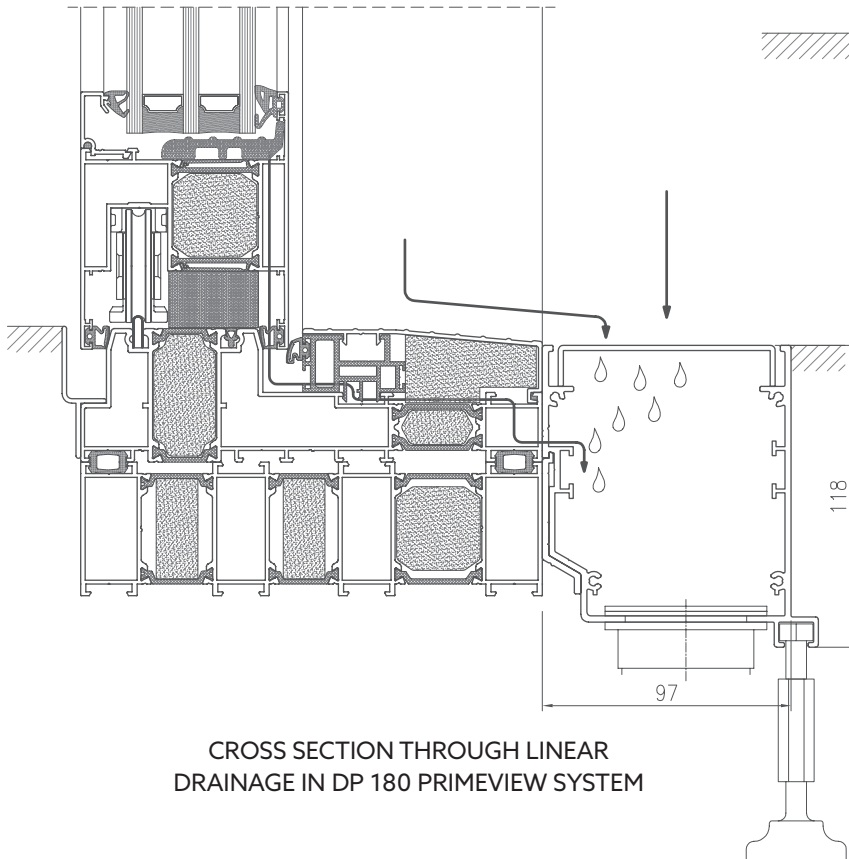 118
97
CROSS SECTION THROUGH LINEAR
DRAINAGE IN DP 180 PRIMEVIEW SYSTEM